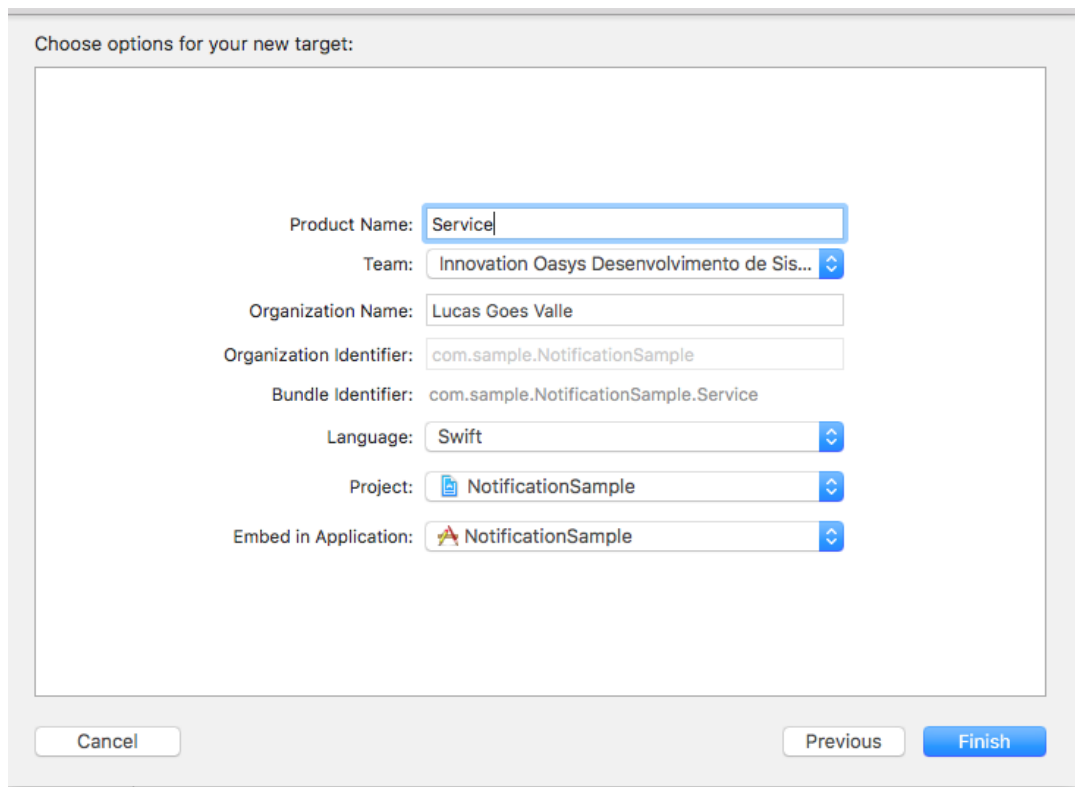 Choose options for your new target:
Product Name: Service
Team: Innovation Oasys Desenvolvimento de Sis...
Organization Name: Lucas Goes Valle
Organization Identifier: com.sample.NotificationSample
Bundle Identifier: com.sample.NotificationSample.Service
Language: Swift
Project: NotificationSample
Embed in Application: NotificationSample
Cancel Previous Finish